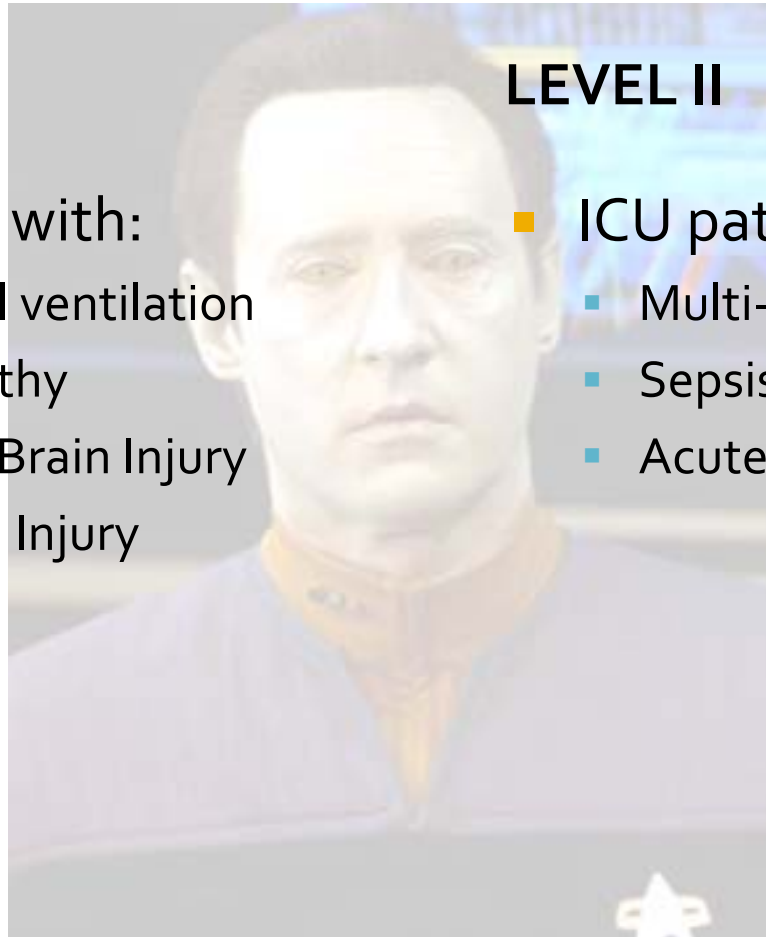 LEVEL II
with:
ventilation
thy
Brain Injury
Injury
ICU pat
Multi-
Sepsis
Acute